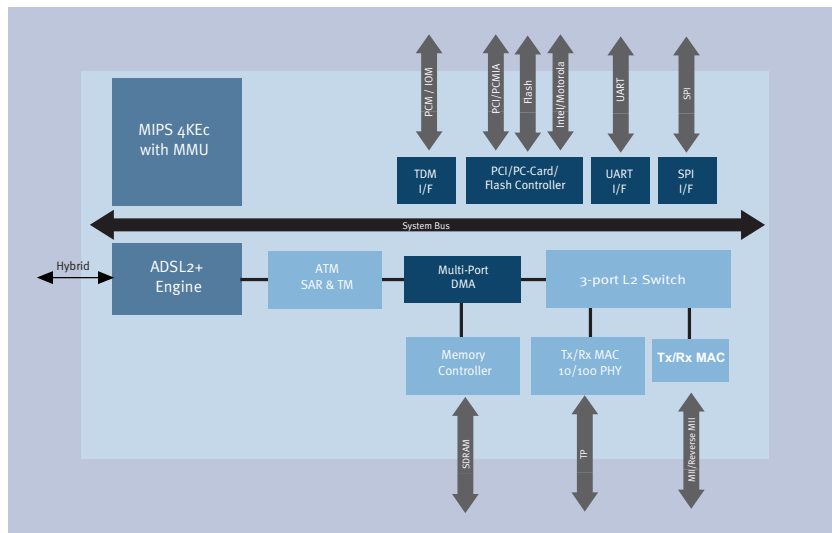 PCM / IOM
PCI/PCMIA
Flash
Intel/Motorola
UART
SPI
MIPS 4KEc
with MMU
TDM
I/F
PCI/PC-Card/
Flash Controller
UART
I/F
SPI
I/F
System Bus
Hybrid
ADSL2+
Engine
ATM
SAR & TM
Multi-Port
DMA
3-port L2 Switch
Memory
Controller
Tx/Rx MAC
10/100 PHY
Tx/Rx MAC
SDRAM
TP
MII/Reverse MII